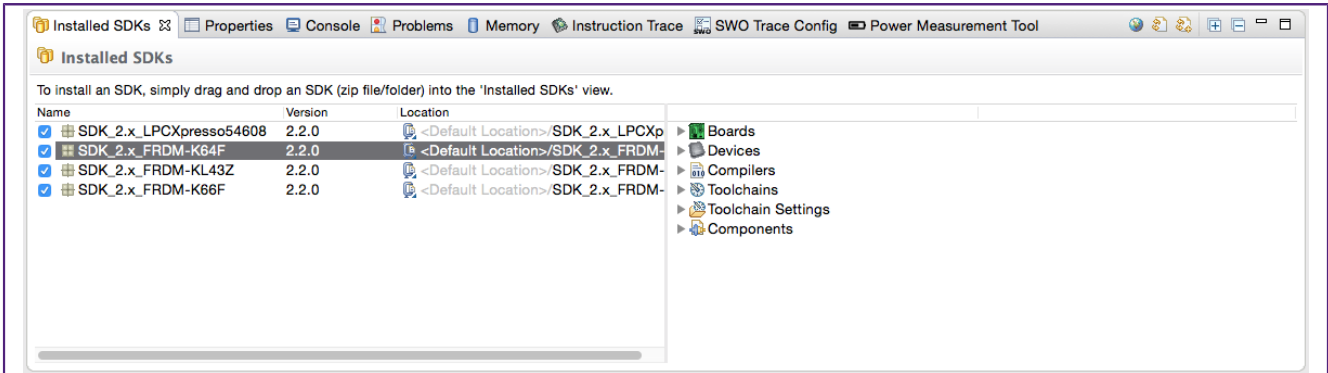 Installed SDKs Properties Console Problems Memory Instruction Trace SWO Trace Config Power Measurement Tool
Installed SDKs
To install an SDK, simply drag and drop an SDK (zip file/folder) into the 'Installed SDKs' view.
Name Version Location
SDK_2.x_LPCXpresso54608 2.2.0 <Default Location>/SDK_2.x_LPCXp
SDK_2.x_FRDM-K64F 2.2.0 <Default Location>/SDK_2.x_FRDM-
SDK_2.x_FRDM-KL43Z 2.2.0 <Default Location>/SDK_2.x_FRDM-
SDK_2.x_FRDM-K66F 2.2.0 <Default Location>/SDK_2.x_FRDM-
Boards
Devices
Compilers
Toolchains
Toolchain Settings
Components